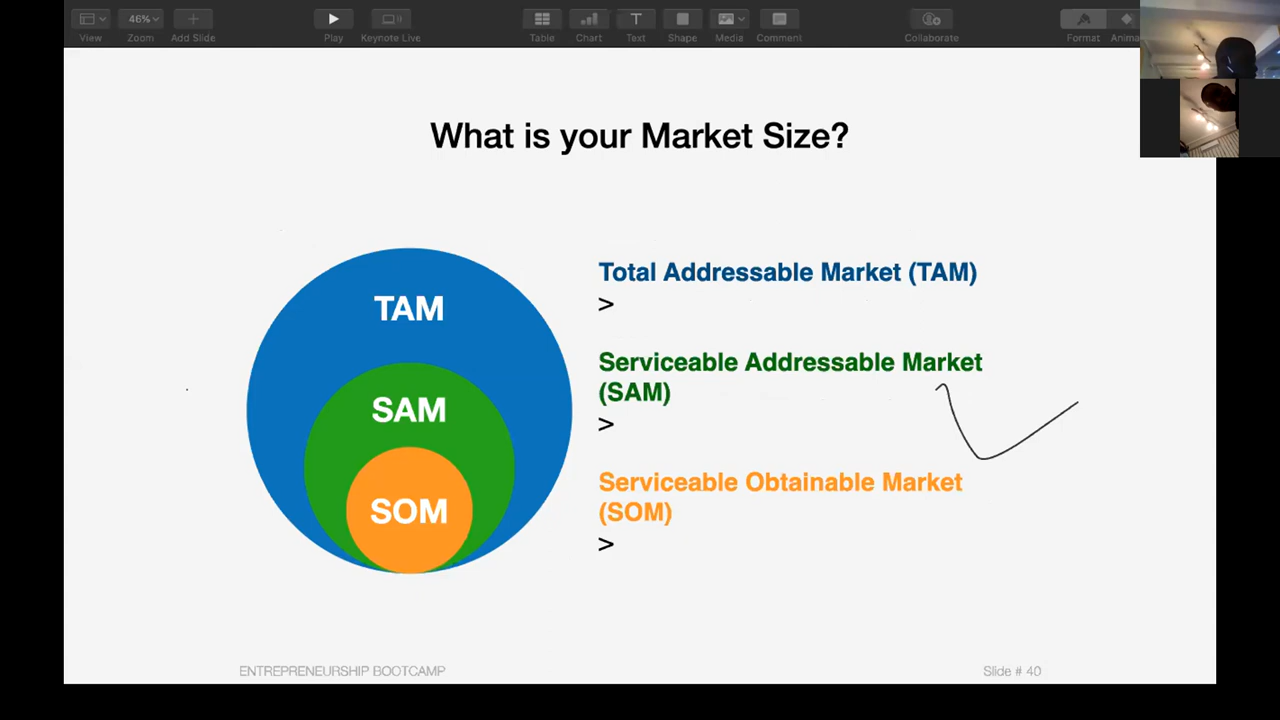 46%
View Zoom Add Slide Play Keynote Live Table Chart Text Shape Media Comment Collaborate Format
What is your Market Size?
TAM
SAM
SOM
Total Addressable Market (TAM)
>
Serviceable Addressable Market
(SAM)
>
Serviceable Obtainable Market
(SOM)
>
ENTREPRENEURSHIP BOOTCAMP
Slide # 40